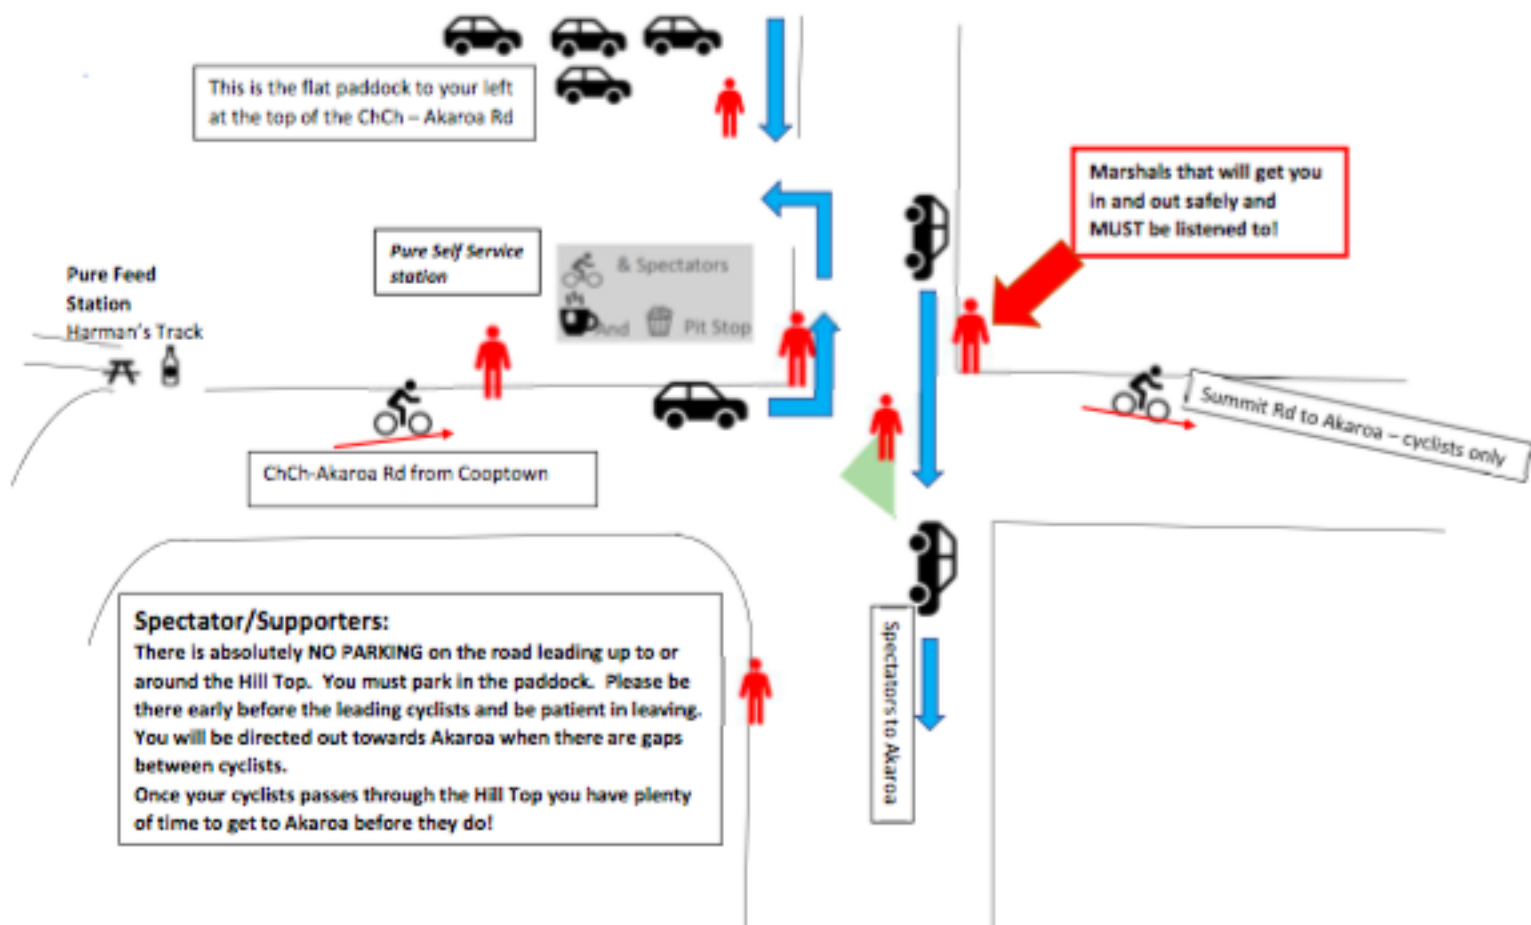 This is the flat paddock to your left
at the top of the ChCh – Akaroa Rd
Marshals that will get you
in and out safely and
MUST be listened to!
Pure Self Service
station
& Spectators
And Pit Stop
Pure Feed
Station
Harman's Track
Summit Rd to Akaroa – cyclists only
ChCh-Akaroa Rd from Cooptown
Spectator/Supporters:
There is absolutely NO PARKING on the road leading up to or
around the Hill Top. You must park in the paddock. Please be
there early before the leading cyclists and be patient in leaving.
You will be directed out towards Akaroa when there are gaps
between cyclists.
Once your cyclists passes through the Hill Top you have plenty
of time to get to Akaroa before they do!
Spectators to Akaroa